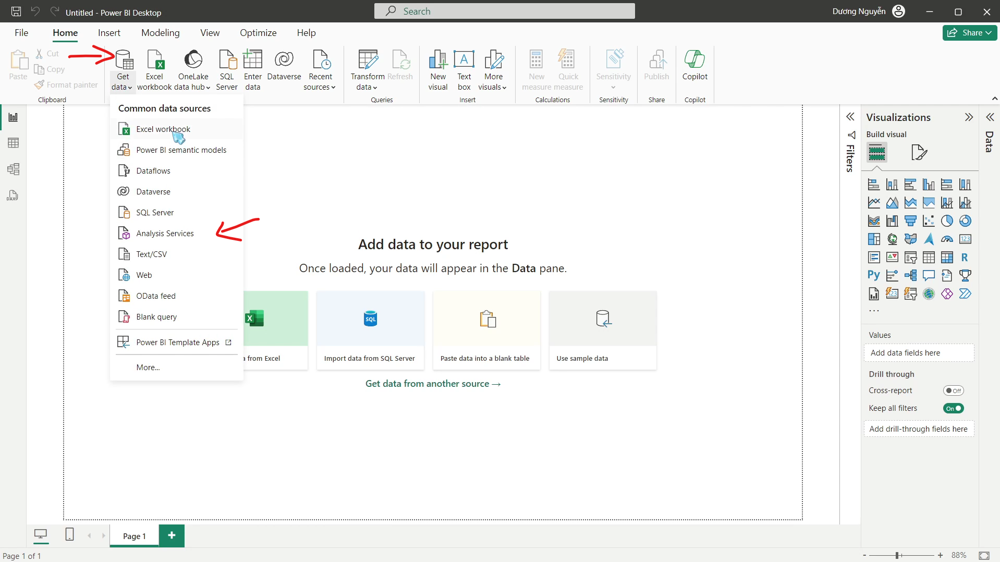 Untitled - Power BI Desktop
Search
Dương Nguyễn
File
Home
Insert
Modeling
View
Optimize
Help
Share
Paste
Cut
Copy
Format painter
Clipboard
Get data
Excel workbook
OneLake data hub
SQL Server
Enter data
Dataverse
Recent sources
Transform data
Refresh
Queries
New visual
Text box
More visuals
Insert
New measure
Quick measure
Calculations
Sensitivity
Sensitivity
Publish
Share
Copilot
Copilot
Common data sources
Excel workbook
Power BI semantic models
Dataflows
Dataverse
SQL Server
Analysis Services
Text/CSV
Web
OData feed
Blank query
Power BI Template Apps
More...
Add data to your report
Once loaded, your data will appear in the Data pane.
SQL
a from Excel
Import data from SQL Server
Paste data into a blank table
Use sample data
Get data from another source →
Filters
Visualizations
Build visual
Data
DAX
123
R
Py
123
...
Values
Add data fields here
Drill through
Cross-report
Off
Keep all filters
On
Add drill-through fields here
Page 1
Page 1 of 1
- + 88%